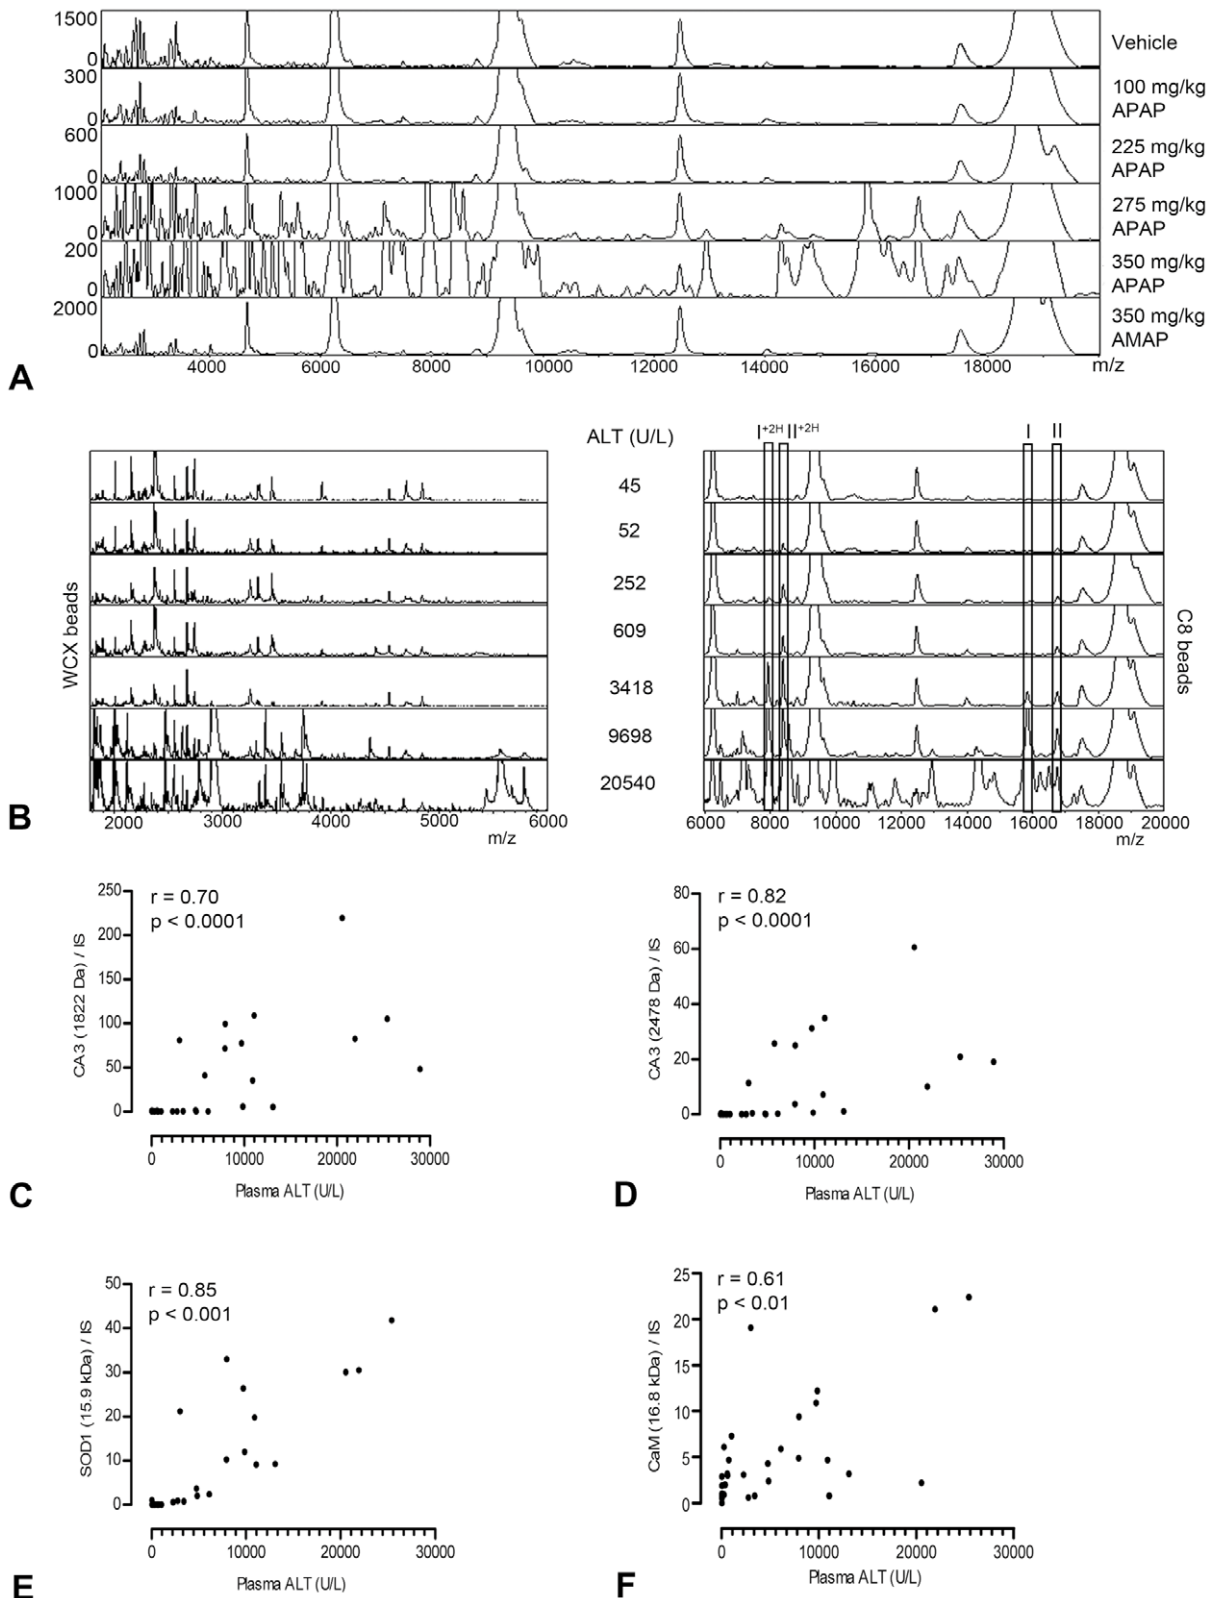 1500
0
Vehicle
300
0
100 mg/kg
APAP
600
0
225 mg/kg
APAP
1000
0
275 mg/kg
APAP
200
0
350 mg/kg
APAP
2000
0
350 mg/kg
AMAP
4000 6000 8000 10000 12000 14000 16000 18000 m/z
A
ALT (U/L)
I+2H II+2H I II
WCX beads
45
52
252
609
3418
9698
20540
C8 beads
2000 3000 4000 5000 6000
m/z
6000 8000 10000 12000 14000 16000 18000 20000
m/z
B
r = 0.70
p < 0.0001
CA3 (1822 Da) / IS
250
200
150
100
50
0
0 10000 20000 30000
Plasma ALT (U/L)
C
r = 0.82
p < 0.0001
CA3 (2478 Da) / IS
80
60
40
20
0
0 10000 20000 30000
Plasma ALT (U/L)
D
r = 0.85
p < 0.001
SOD1 (15.9 kDa) / IS
50
40
30
20
10
0
0 10000 20000 30000
Plasma ALT (U/L)
E
r = 0.61
p < 0.01
CaM (16.8 kDa) / IS
25
20
15
10
5
0
0 10000 20000 30000
Plasma ALT (U/L)
F